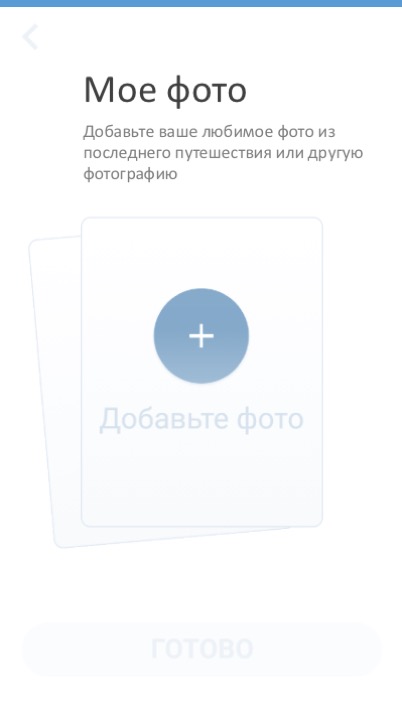 Мое фото
Добавьте ваше любимое фото из
последнего путешествия или другую
фотографию
Добавьте фото
ГОТОВО